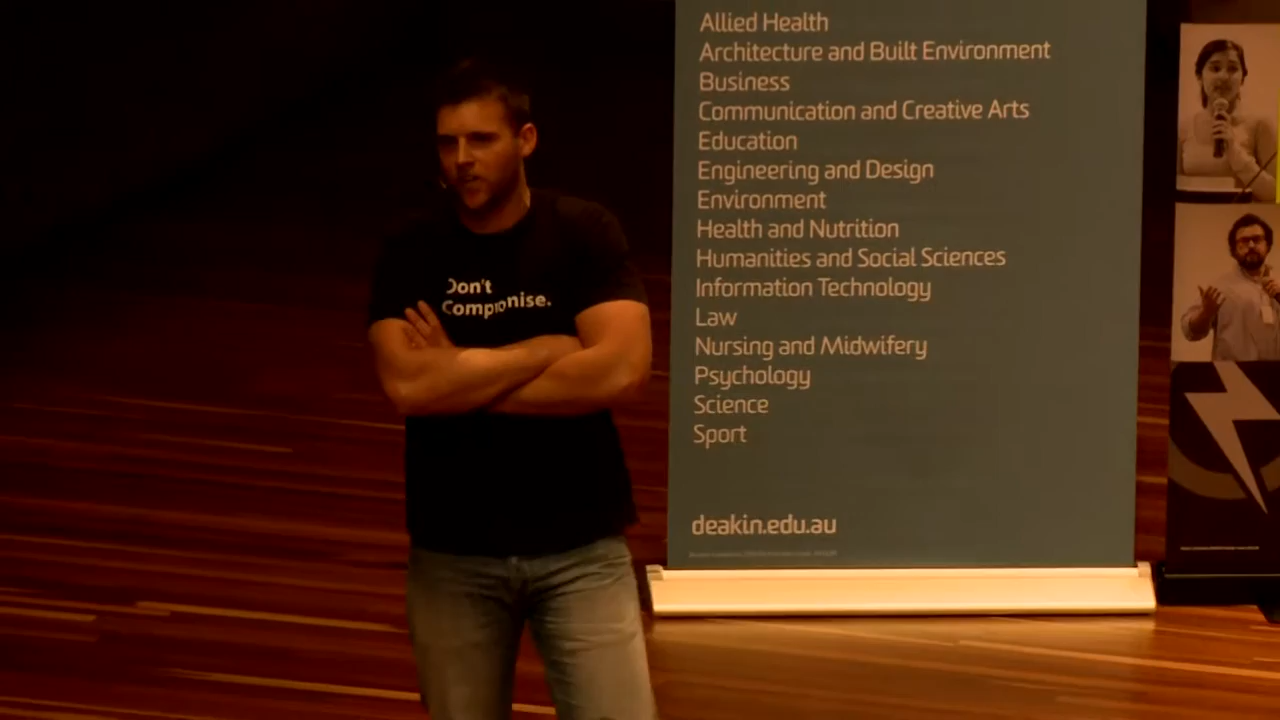 Don't
Compromise.
Allied Health
Architecture and Built Environment
Business
Communication and Creative Arts
Education
Engineering and Design
Environment
Health and Nutrition
Humanities and Social Sciences
Information Technology
Law
Nursing and Midwifery
Psychology
Science
Sport
deakin.edu.au